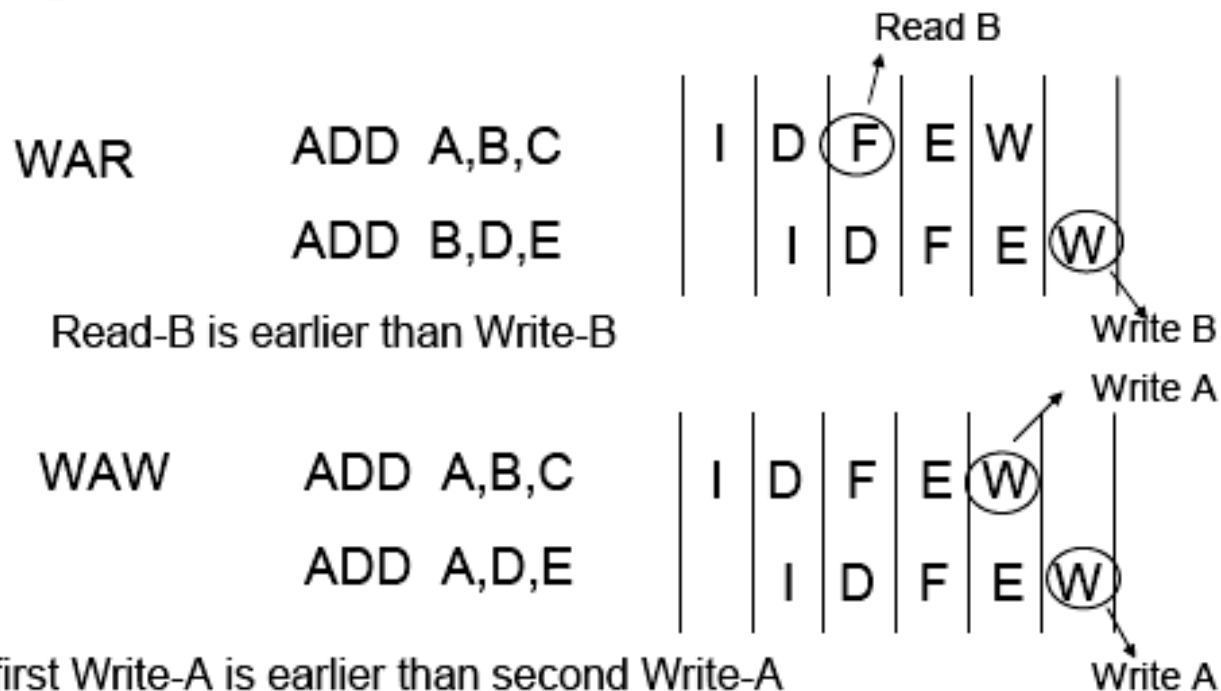 Read B
WAR ADD A,B,C I D F E W
ADD B,D,E I D F E W
Read-B is earlier than Write-B
Write B
Write A
WAW ADD A,B,C I D F E W
ADD A,D,E I D F E W
first Write-A is earlier than second Write-A
Write A